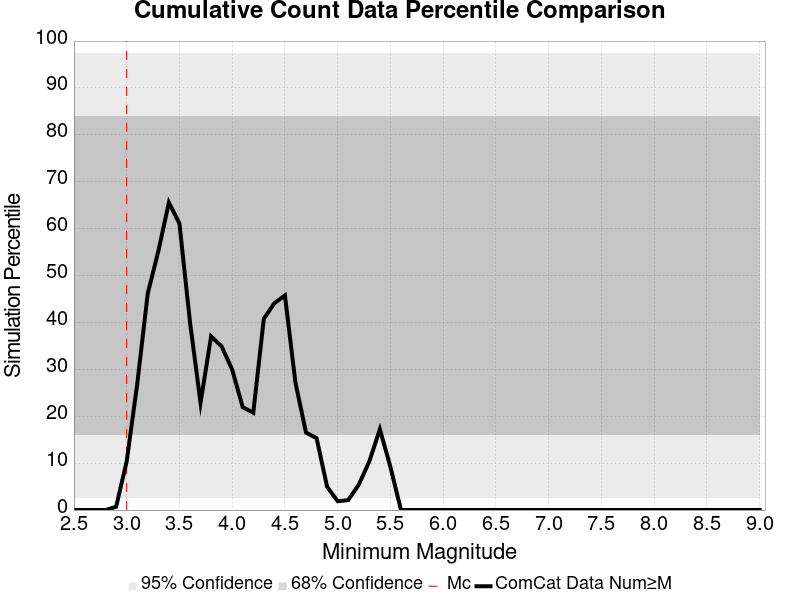 Cumulative Count Data Percentile Comparison
100
90
80
70
60
50
40
30
20
10
0
Simulation Percentile
2.5 3.0 3.5 4.0 4.5 5.0 5.5 6.0 6.5 7.0 7.5 8.0 8.5 9.0
Minimum Magnitude
95% Confidence 68% Confidence Mc ComCat Data Num≥M